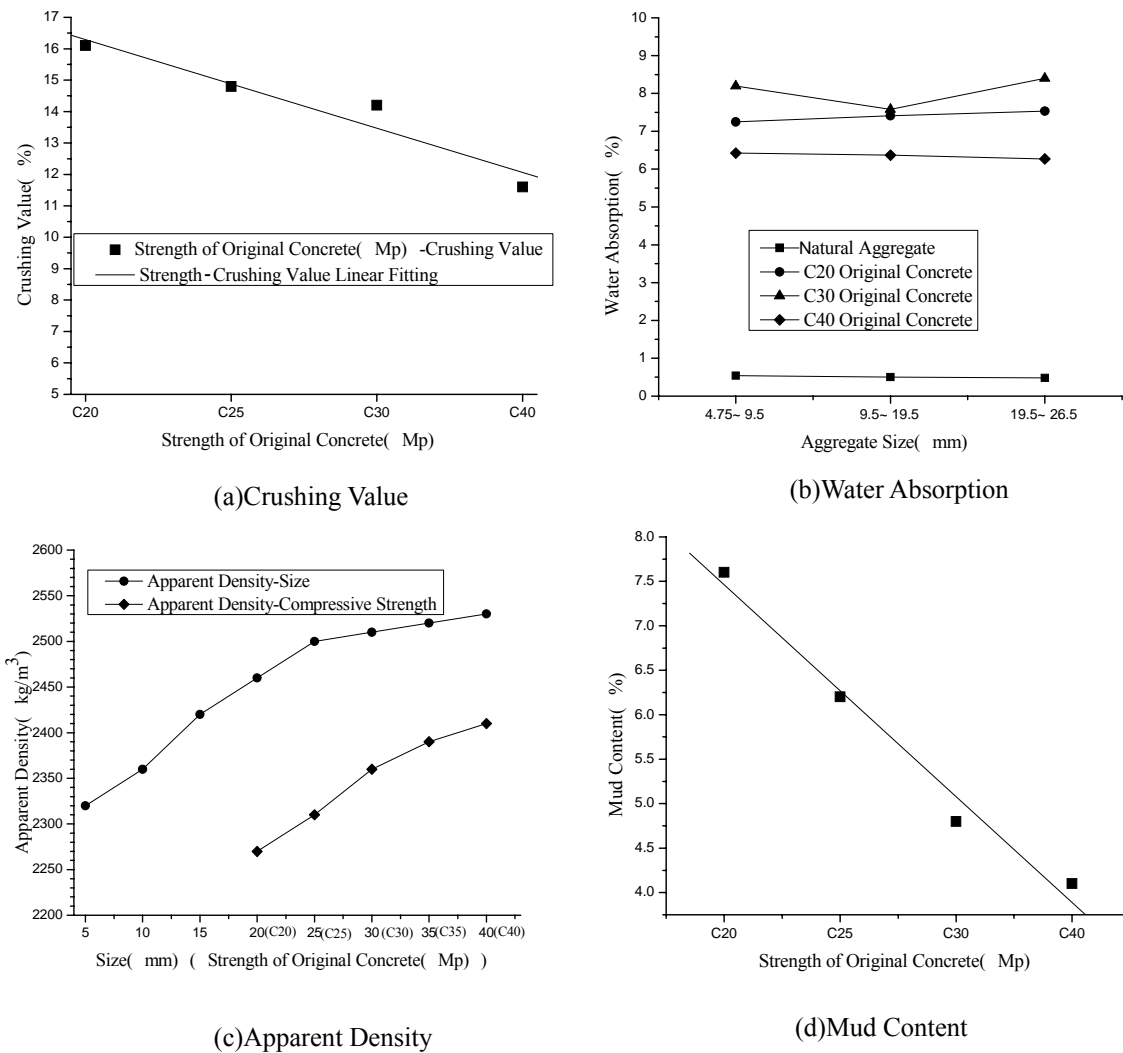 17
16
15
14
13
12
11
10
9
8
7
6
5
Crushing Value( %)
Strength of Original Concrete( Mp) -Crushing Value
Strength-Crushing Value Linear Fitting
C20 C25 C30 C40
Strength of Original Concrete( Mp)
(a)Crushing Value
10
9
8
7
6
5
4
3
2
1
0
Water Absorption( %)
Natural Aggregate
C20 Original Concrete
C30 Original Concrete
C40 Original Concrete
4.75~ 9.5 9.5~ 19.5 19.5~ 26.5
Aggregate Size( mm)
(b)Water Absorption
2600
2550
2500
2450
2400
2350
2300
2250
2200
Apparent Density( kg/m³)
Apparent Density-Size
Apparent Density-Compressive Strength
5 10 15 20(C20) 25(C25) 30(C30) 35(C35) 40(C40)
Size( mm) ( Strength of Original Concrete( Mp) )
(c)Apparent Density
8.0
7.5
7.0
6.5
6.0
5.5
5.0
4.5
4.0
Mud Content( %)
C20 C25 C30 C40
Strength of Original Concrete( Mp)
(d)Mud Content